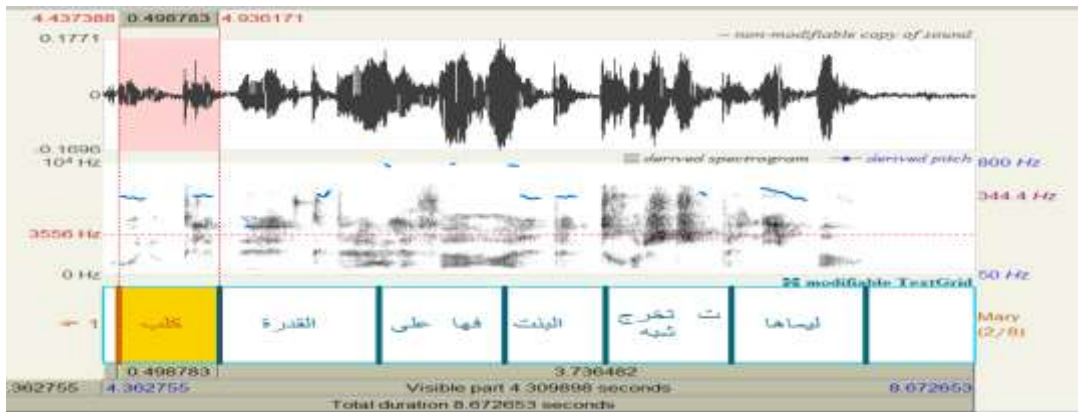 4.437388 0.498783 4.936171
0.1771
non-modifiable copy of sound
0
-0.1696
10⁴ Hz
derived spectrogram derived pitch 800 Hz
344.4 Hz
3556 Hz
0 Hz 50 Hz
modifiable TextGrid
1 كلب القدرة فها على البنت ت تخرج شبه ليماها Mary (2/8)
0.498783 3.736482
4.362755 Visible part 4.309898 seconds 8.672653
Total duration 8.672653 seconds